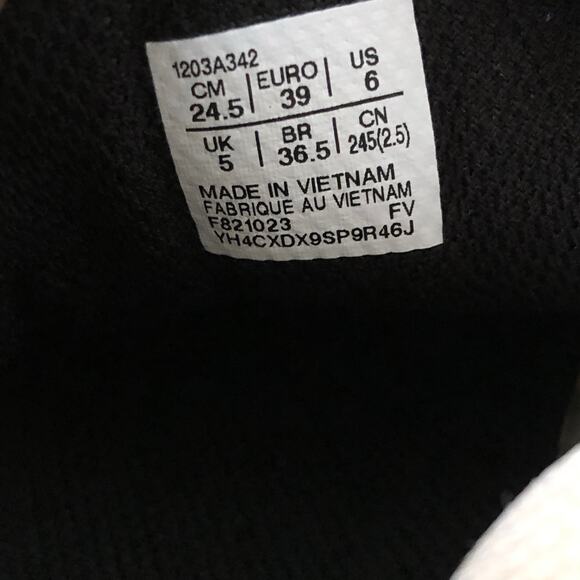 1203A342
CM 24.5 | EURO 39 | US 6
UK 5 | BR 36.5 | CN 245(2.5)
MADE IN VIETNAM
FABRIQUE AU VIETNAM
F821023 FV
YH4CXDX9SP9R46J